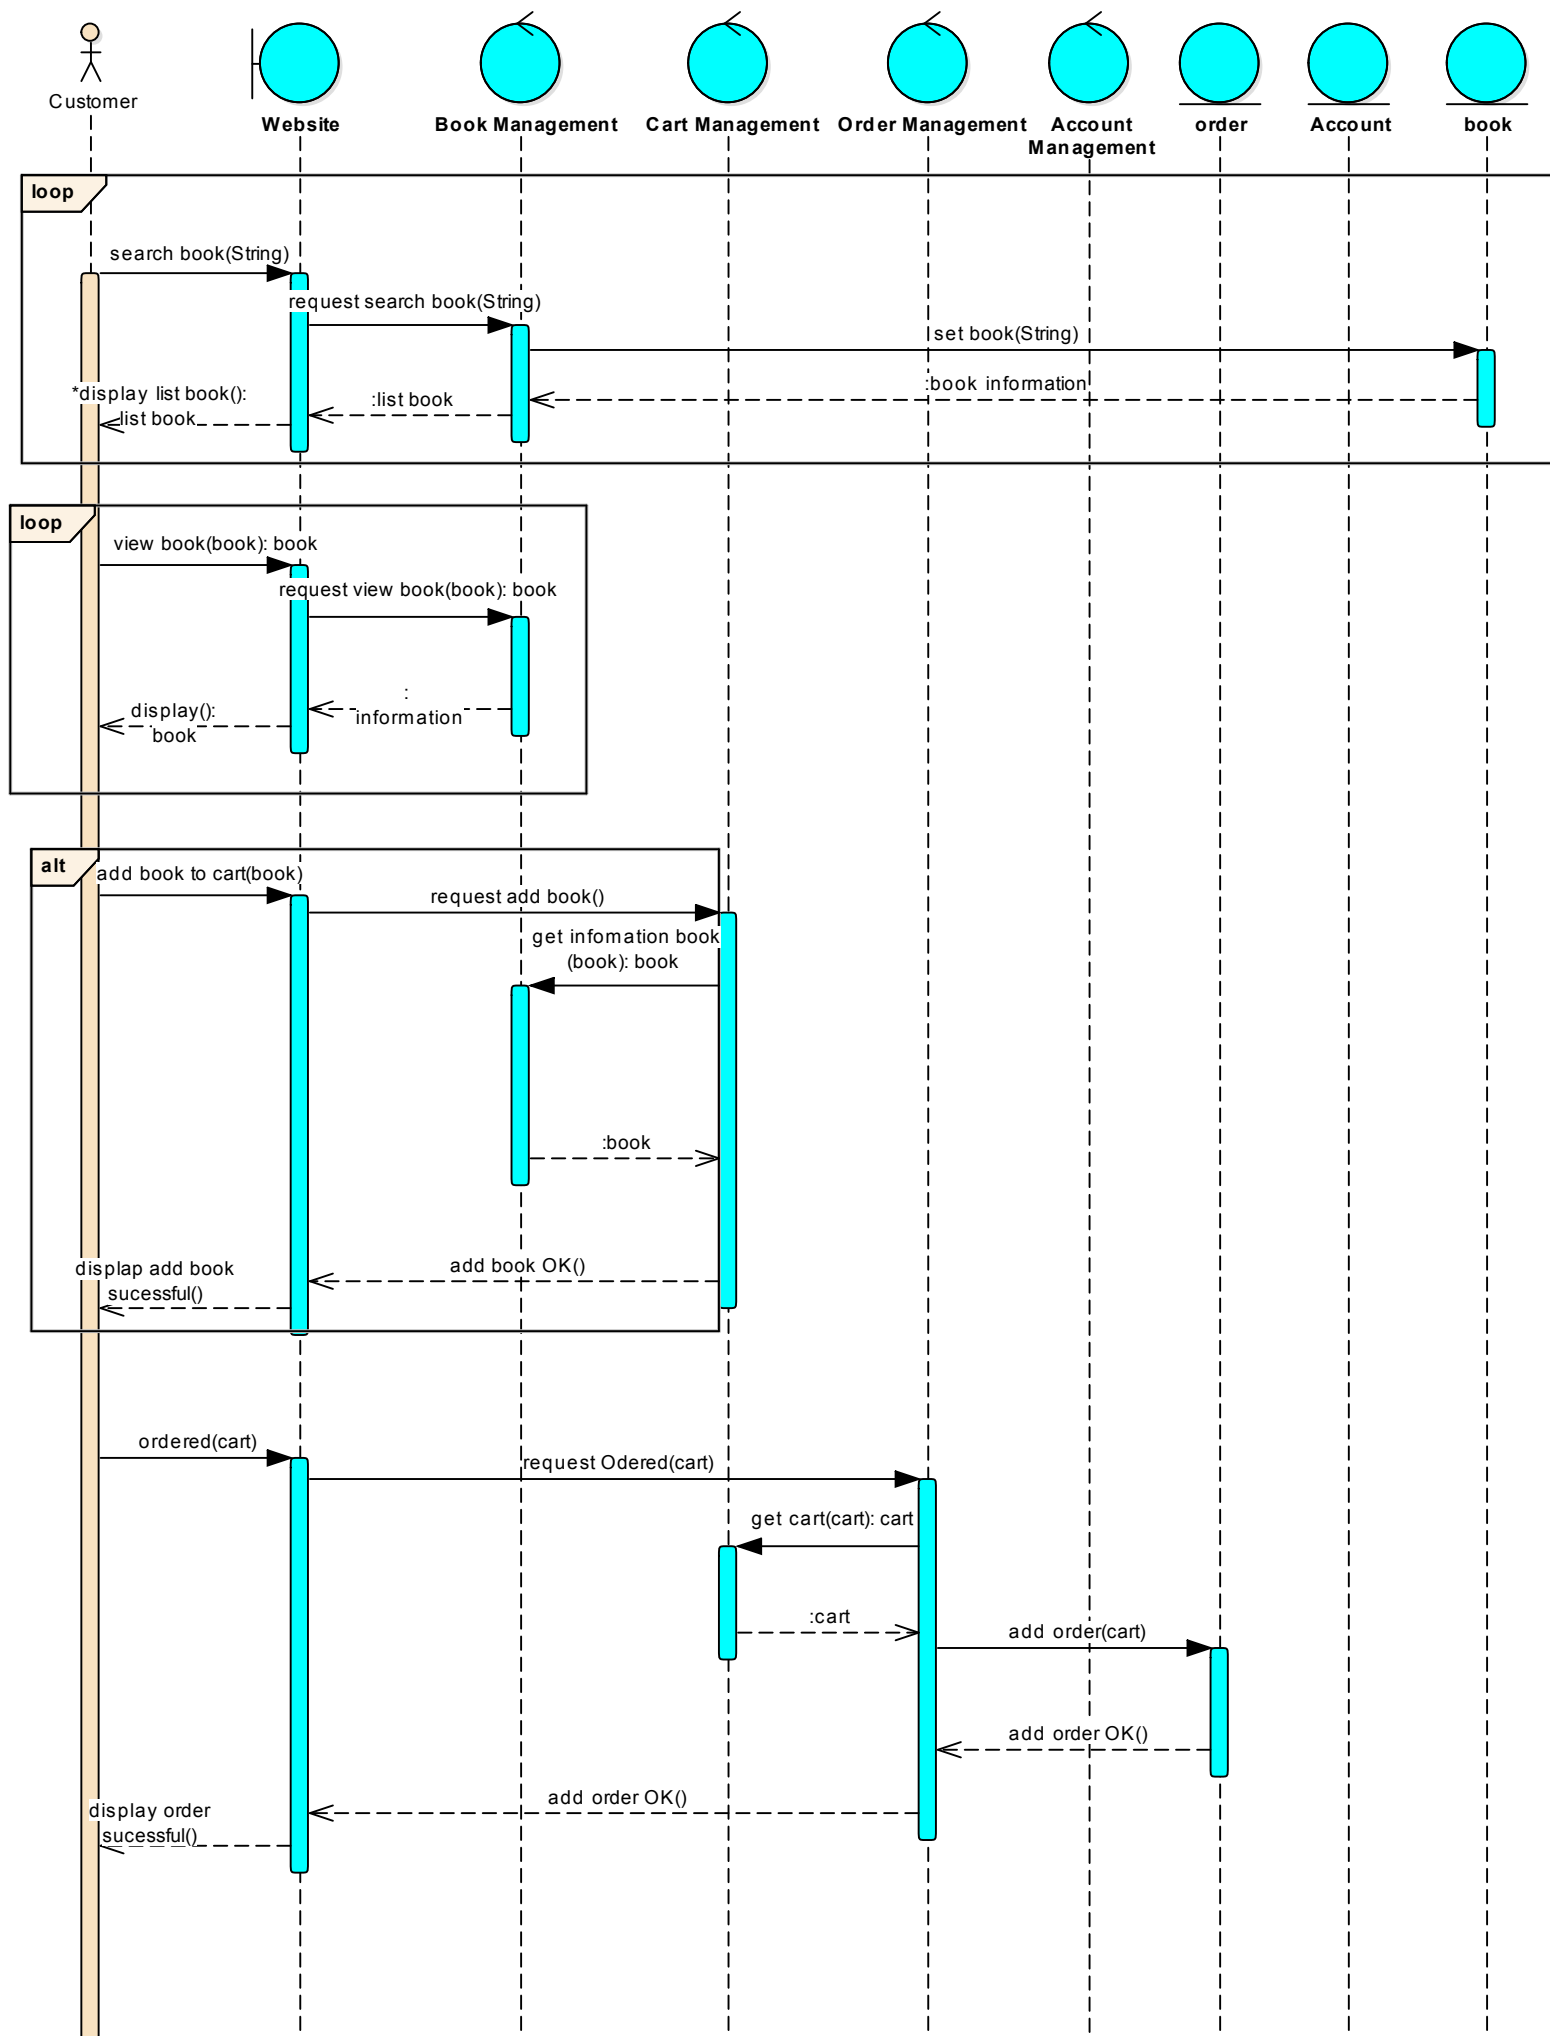 Customer
Website
Book Management
Cart Management
Order Management
Account
Management
order
Account
book
loop
search book(String)
request search book(String)
set book(String)
:book information
:list book
*display list book():
list book
loop
view book(book): book
request view book(book): book
:
information
display():
book
alt
add book to cart(book)
request add book()
get infomation book
(book): book
:book
add book OK()
displap add book
sucessful()
ordered(cart)
request Odered(cart)
get cart(cart): cart
:cart
add order(cart)
add order OK()
add order OK()
display order
sucessful()